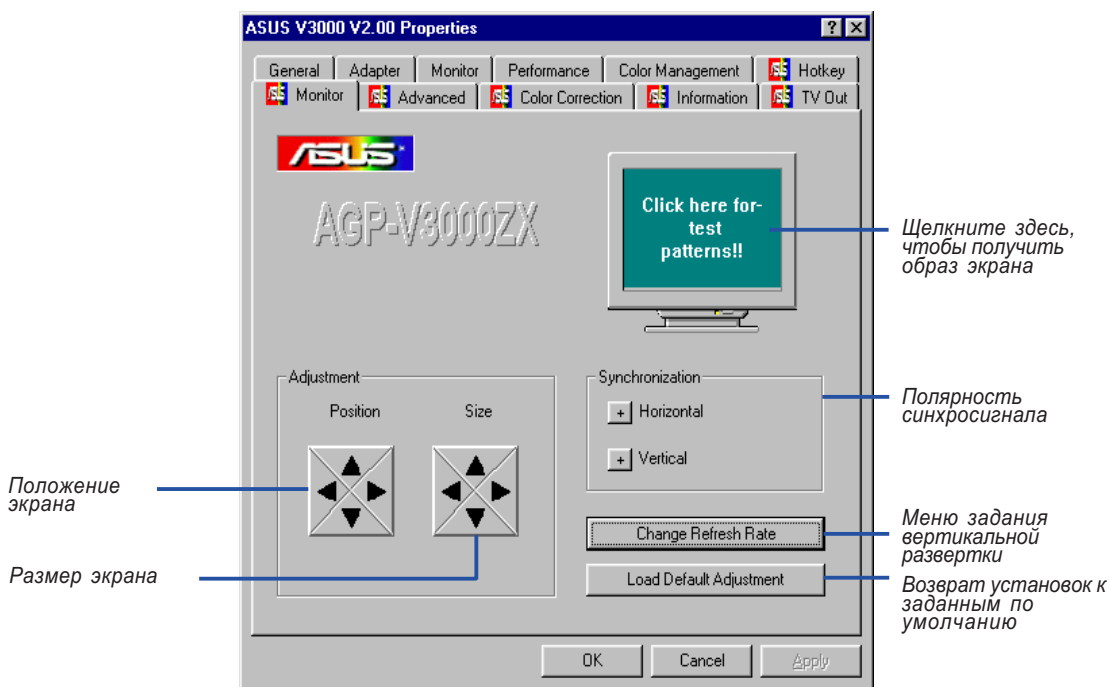 ASUS V3000 V2.00 Properties
General Adapter Monitor Performance Color Management Hotkey
Monitor Advanced Color Correction Information TV Out
ASUS
AGP-V3000ZX
Click here for-
test
patterns!!
Щелкните здесь,
чтобы получить
образ экрана
Adjustment
Position Size
Synchronization
+ Horizontal
+ Vertical
Полярность
синхросигнала
Положение
экрана
Размер экрана
Change Refresh Rate
Меню задания
вертикальной
развертки
Load Default Adjustment
Возврат установок к
заданным по
умолчанию
OK Cancel Apply